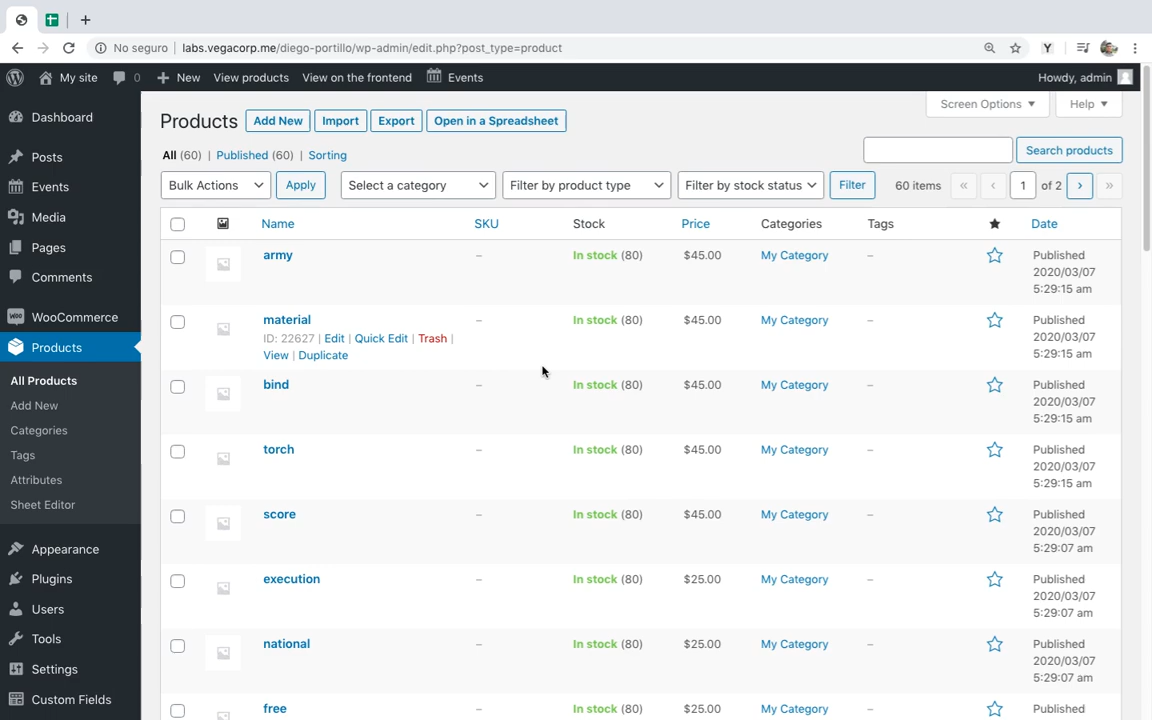 No seguro | labs.vegacorp.me/diego-portillo/wp-admin/edit.php?post_type=product
My site 0 New View products View on the frontend Events Howdy, admin
Screen Options Help
Products Add New Import Export Open in a Spreadsheet
All (60) | Published (60) | Sorting
Search products
Bulk Actions Apply Select a category Filter by product type Filter by stock status Filter 60 items « ‹ 1 of 2 › »
Name SKU Stock Price Categories Tags Date
army – In stock (80) $45.00 My Category – Published
2020/03/07
5:29:15 am
material – In stock (80) $45.00 My Category – Published
ID: 22627 | Edit | Quick Edit | Trash | 2020/03/07
View | Duplicate 5:29:15 am
bind – In stock (80) $45.00 My Category – Published
2020/03/07
5:29:15 am
torch – In stock (80) $45.00 My Category – Published
2020/03/07
5:29:15 am
score – In stock (80) $45.00 My Category – Published
2020/03/07
5:29:07 am
execution – In stock (80) $25.00 My Category – Published
2020/03/07
5:29:07 am
national – In stock (80) $25.00 My Category – Published
2020/03/07
5:29:07 am
free – In stock (80) $25.00 My Category – Published
Dashboard
Posts
Events
Media
Pages
Comments
Woo WooCommerce
Products
All Products
Add New
Categories
Tags
Attributes
Sheet Editor
Appearance
Plugins
Users
Tools
Settings
Custom Fields